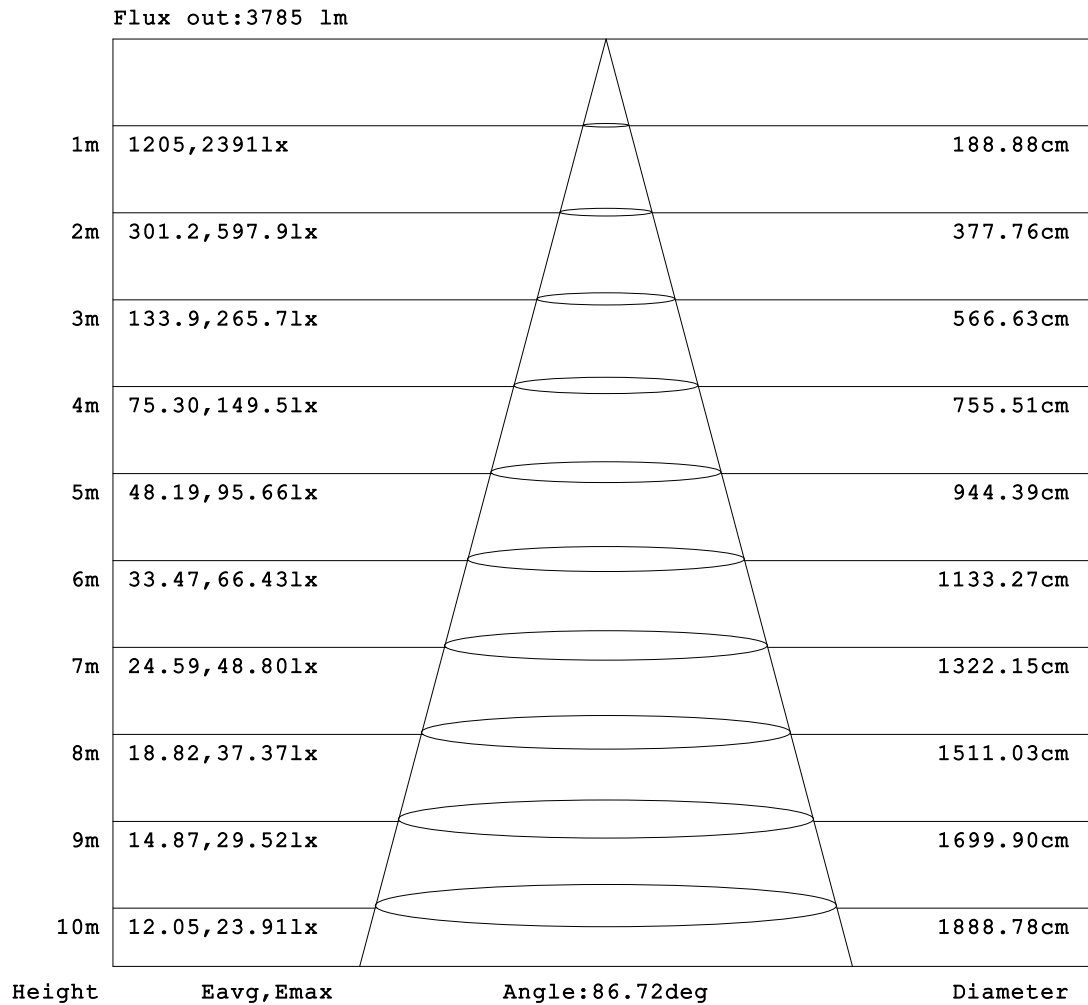 Flux out:3785 lm
1m 1205,2391lx 188.88cm
2m 301.2,597.9lx 377.76cm
3m 133.9,265.7lx 566.63cm
4m 75.30,149.5lx 755.51cm
5m 48.19,95.66lx 944.39cm
6m 33.47,66.43lx 1133.27cm
7m 24.59,48.80lx 1322.15cm
8m 18.82,37.37lx 1511.03cm
9m 14.87,29.52lx 1699.90cm
10m 12.05,23.91lx 1888.78cm
Height Eavg,Emax Angle:86.72deg Diameter